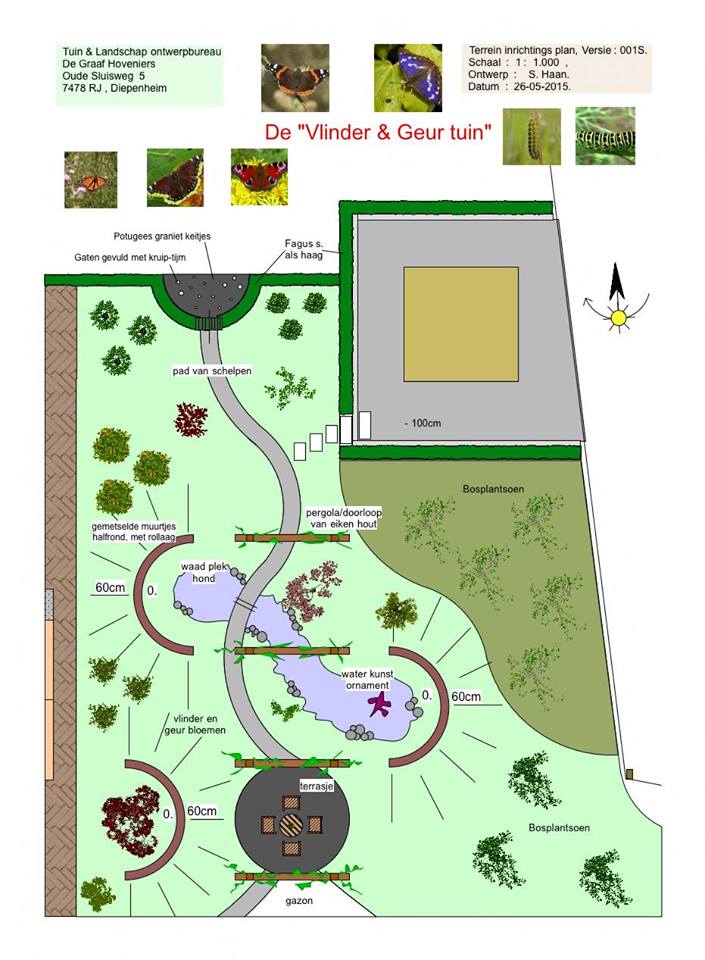 Tuin & Landschap ontwerpbureau
De Graaf Hoveniers
Oude Sluisweg 5
7478 RJ , Diepenheim
Terrein inrichtings plan, Versie : 001S.
Schaal : 1 : 1.000 ,
Ontwerp : S. Haan.
Datum : 26-05-2015.
De "Vlinder & Geur tuin"
Potugees graniet keitjes
Gaten gevuld met kruip-tijm
Fagus s.
als haag
pad van schelpen
- 100cm
Bosplantsoen
pergola/doorloop
van eiken hout
gemetselde muurtjes
halfrond, met rollaag
waad plek
hond
60cm
0.
water kunst
ornament
0.
60cm
vlinder en
geur bloemen
terrasje
0.
60cm
Bosplantsoen
gazon